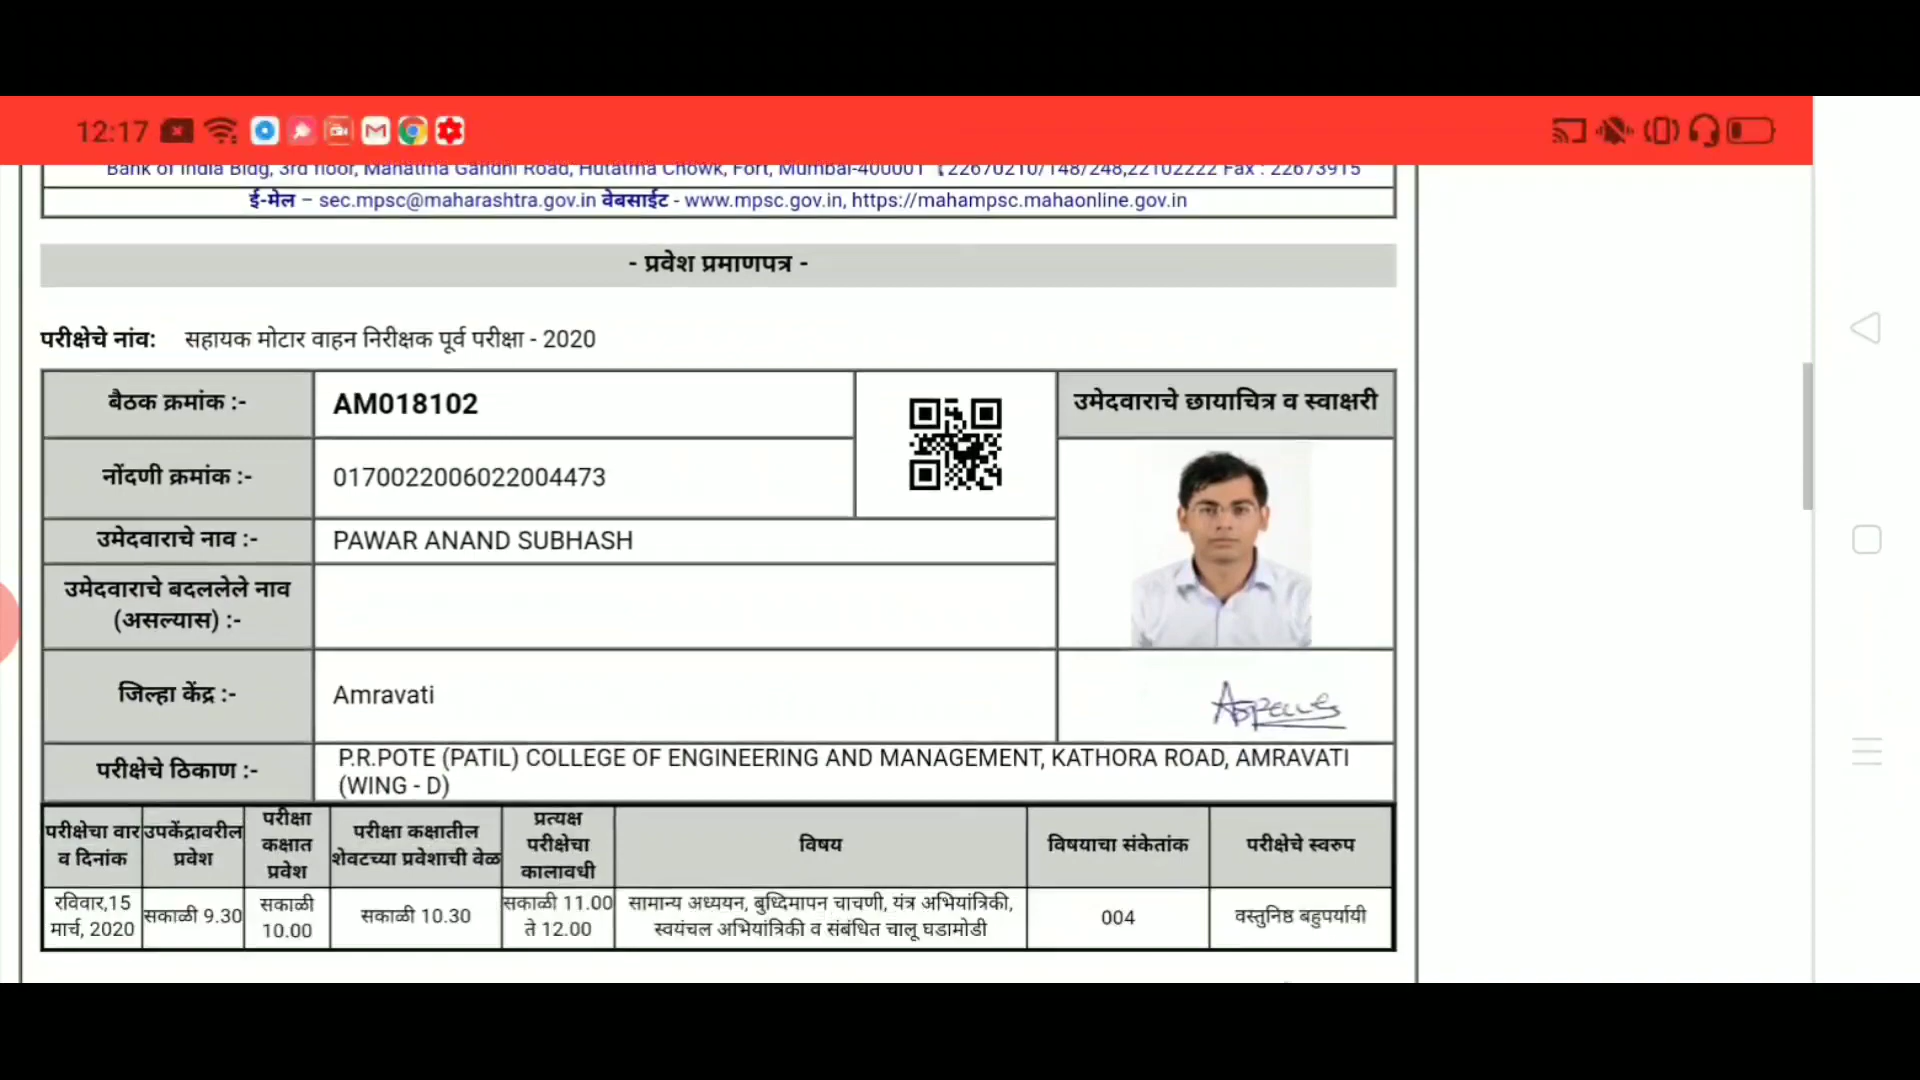 12:17
Bank of India Bldg, 3rd floor, Mahatma Gandhi Road, Hutatma Chowk, Fort, Mumbai-400001 22670210/148/248,22102222 Fax : 22673915
ई-मेल – sec.mpsc@maharashtra.gov.in वेबसाईट - www.mpsc.gov.in, https://mahampsc.mahaonline.gov.in
- प्रवेश प्रमाणपत्र -
परीक्षेचे नांव: सहायक मोटार वाहन निरीक्षक पूर्व परीक्षा - 2020
बैठक क्रमांक :- AM018102 उमेदवाराचे छायाचित्र व स्वाक्षरी
नोंदणी क्रमांक :- 0170022006022004473
उमेदवाराचे नाव :- PAWAR ANAND SUBHASH
उमेदवाराचे बदललेले नाव
(असल्यास) :-
जिल्हा केंद्र :- Amravati
परीक्षेचे ठिकाण :- P.R.POTE (PATIL) COLLEGE OF ENGINEERING AND MANAGEMENT, KATHORA ROAD, AMRAVATI
(WING - D)
परीक्षेचा वार
व दिनांक
उपकेंद्रावरील
प्रवेश
परीक्षा
कक्षात
प्रवेश
परीक्षा कक्षातील
शेवटच्या प्रवेशाची वेळ
प्रत्यक्ष
परीक्षेचा
कालावधी
विषय
विषयाचा संकेतांक
परीक्षेचे स्वरुप
रविवार,15
मार्च, 2020
सकाळी 9.30
सकाळी
10.00
सकाळी 10.30
सकाळी 11.00
ते 12.00
सामान्य अध्ययन, बुध्दिमापन चाचणी, यंत्र अभियांत्रिकी,
स्वयंचल अभियांत्रिकी व संबंधित चालू घडामोडी
004
वस्तुनिष्ठ बहुपर्यायी